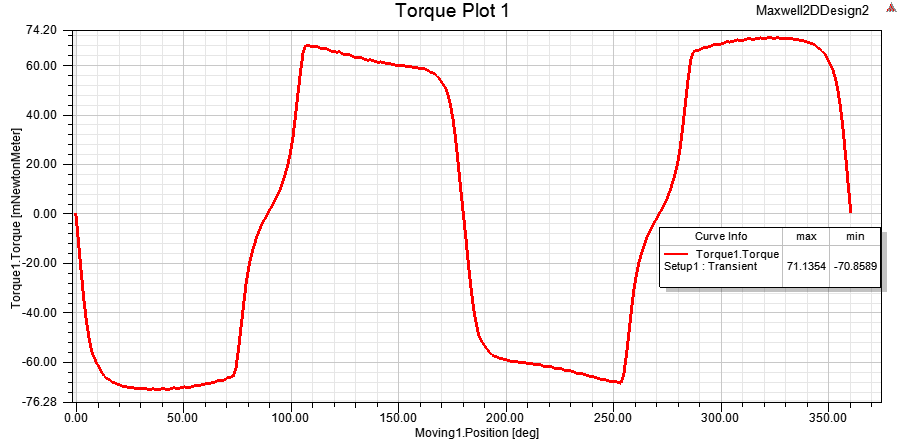 Torque Plot 1
Maxwell2DDesign2
74.20
60.00
40.00
20.00
0.00
-20.00
-40.00
-60.00
-76.28
Torque1.Torque [mNewtonMeter]
Curve Info max min
Torque1.Torque
Setup1 : Transient 71.1354 -70.8589
0.00 50.00 100.00 150.00 200.00 250.00 300.00 350.00
Moving1.Position [deg]